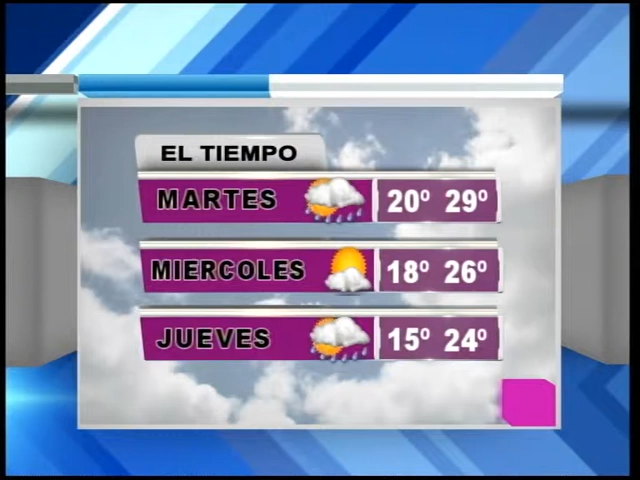 EL TIEMPO
MARTES 20º 29º
MIERCOLES 18º 26º
JUEVES 15º 24º